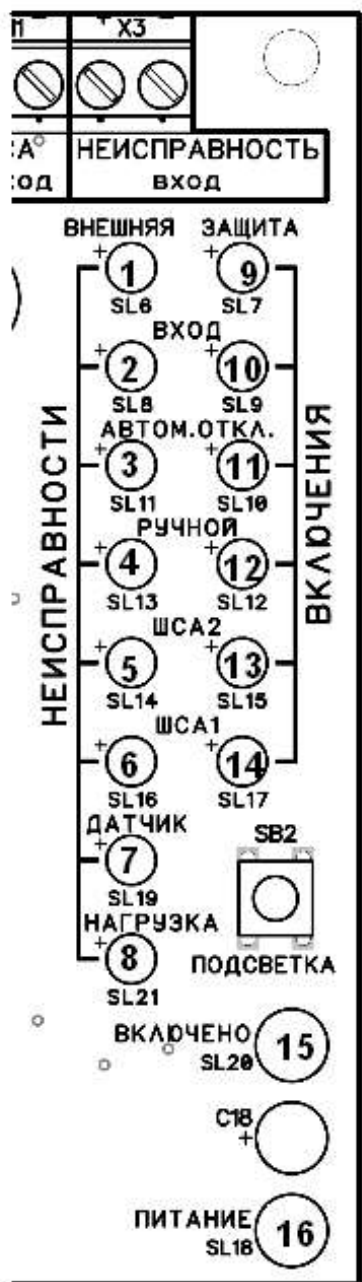 X3
+ -
НЕИСПРАВНОСТЬ
вход
ОД
ВНЕШНЯЯ ЗАЩИТА
+ 1 + 9
SL6 SL7
ВХОД
+ 2 + 10
SL8 SL9
АВТОМ.ОТКЛ.
+ 3 + 11
SL11 SL10
РУЧНОЙ
+ 4 + 12
SL13 SL12
ШСА2
+ 5 + 13
SL14 SL15
ШСА1
+ 6 + 14
SL16 SL17
ДАТЧИК
+ 7
SL19
НАГРУЗКА
+ 8
SL21
НЕИСПРАВНОСТИ
ВКЛЮЧЕНИЯ
SB2
ПОДСВЕТКА
ВКЛЮЧЕНО
SL20 15
C18
+
ПИТАНИЕ
SL18 16